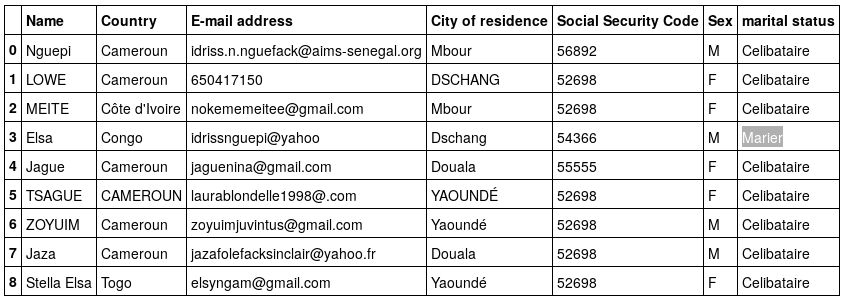 Name Country E-mail address City of residence Social Security Code Sex marital status
0 Nguepi Cameroun idriss.n.nguefack@aims-senegal.org Mbour 56892 M Celibataire
1 LOWE Cameroun 650417150 DSCHANG 52698 F Celibataire
2 MEITE Côte d'Ivoire nokememeitee@gmail.com Mbour 52698 F Celibataire
3 Elsa Congo idrissnguepi@yahoo Dschang 54366 M Marier
4 Jague Cameroun jaguenina@gmail.com Douala 55555 F Celibataire
5 TSAGUE CAMEROUN laurablondelle1998@.com YAOUNDÉ 52698 F Celibataire
6 ZOYUIM Cameroun zoyuimjuvintus@gmail.com Yaoundé 52698 M Celibataire
7 Jaza Cameroun jazafolefacksinclair@yahoo.fr Douala 52698 M Celibataire
8 Stella Elsa Togo elsyngam@gmail.com Yaoundé 52698 F Celibataire